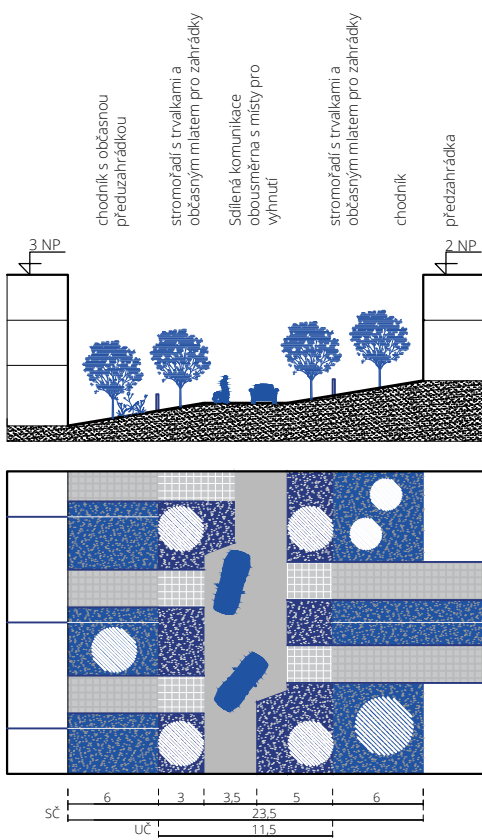 chodník s občasnou
předuzahrádkou
stromořadí s trvalkami a
občasným mlatem pro zahrádky
Sdílená komunikace
obousměrna s místy pro
vyhnutí
stromořadí s trvalkami a
občasným mlatem pro zahrádky
chodník
předzahrádka
3 NP
2 NP
6
3
3,5
5
6
SČ
23,5
UČ
11,5